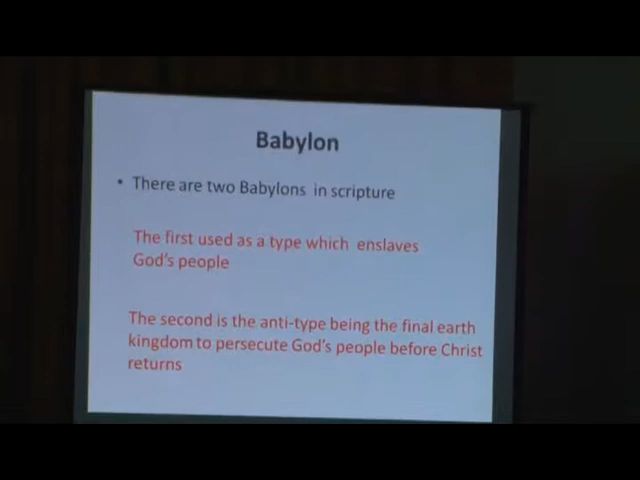 Babylon
• There are two Babylons in scripture
The first used as a type which enslaves
God's people
The second is the anti-type being the final earth
kingdom to persecute God's people before Christ
returns